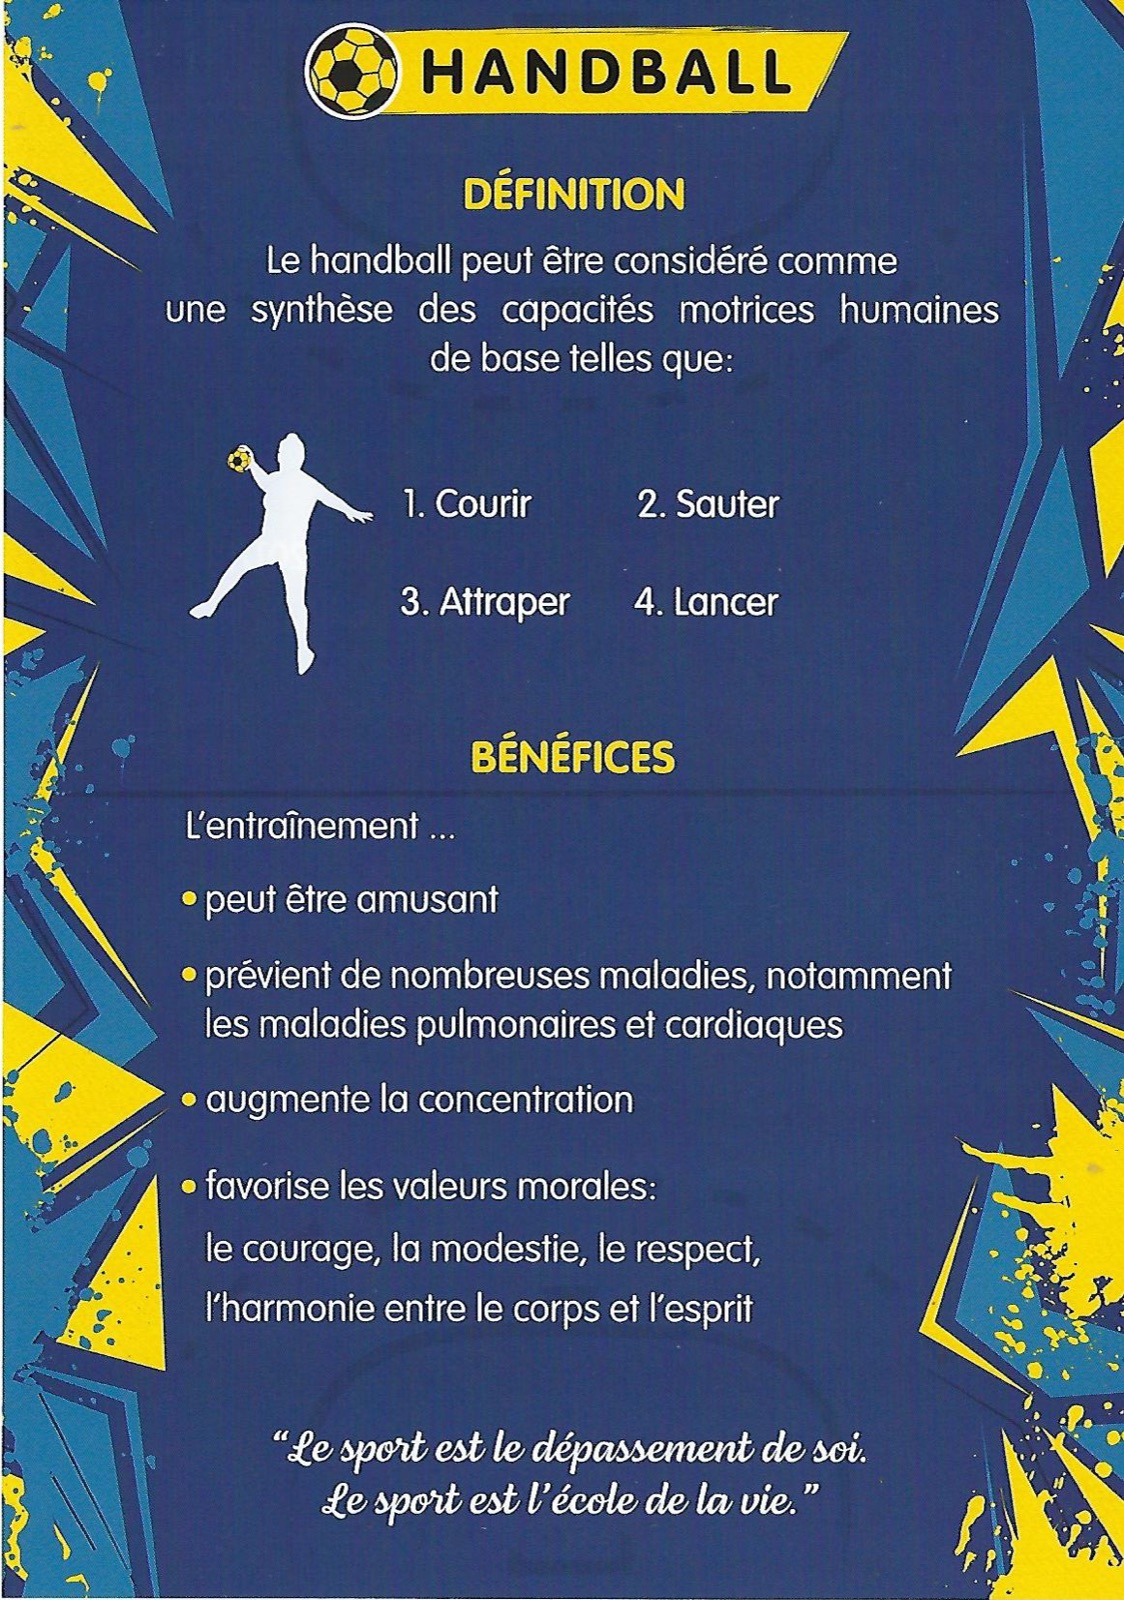 HANDBALL
DÉFINITION
Le handball peut être considéré comme
une synthèse des capacités motrices humaines
de base telles que:
1. Courir 2. Sauter
3. Attraper 4. Lancer
BÉNÉFICES
L'entraînement ...
• peut être amusant
• prévient de nombreuses maladies, notamment
les maladies pulmonaires et cardiaques
• augmente la concentration
• favorise les valeurs morales:
le courage, la modestie, le respect,
l'harmonie entre le corps et l'esprit
“Le sport est le dépassement de soi.
Le sport est l'école de la vie.”